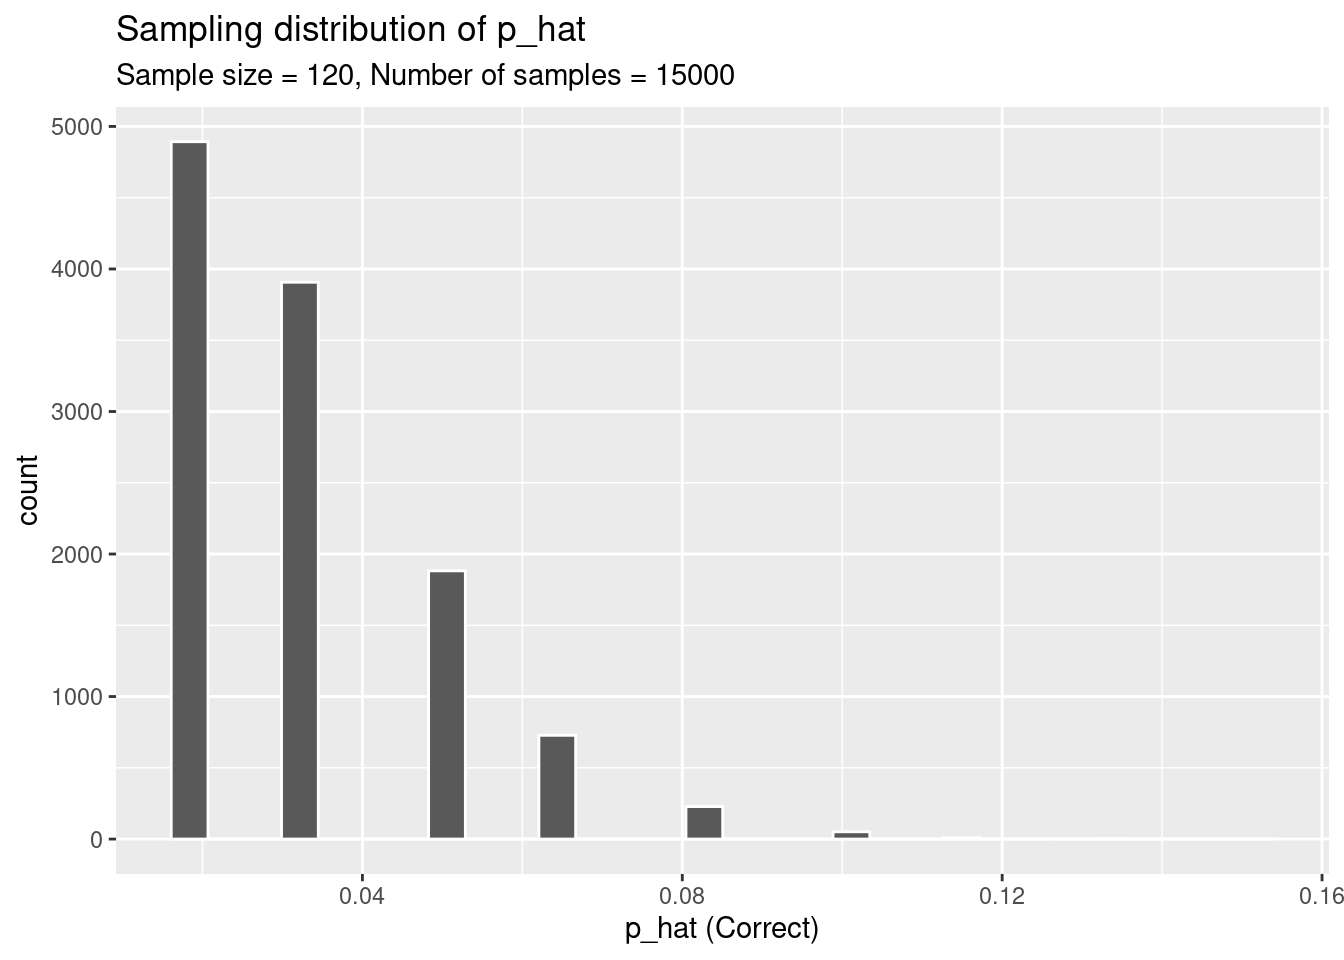 Sampling distribution of p_hat
Sample size = 120, Number of samples = 15000
5000
4000
3000
2000
1000
0
count
0.04
0.08
0.12
0.16
p_hat (Correct)